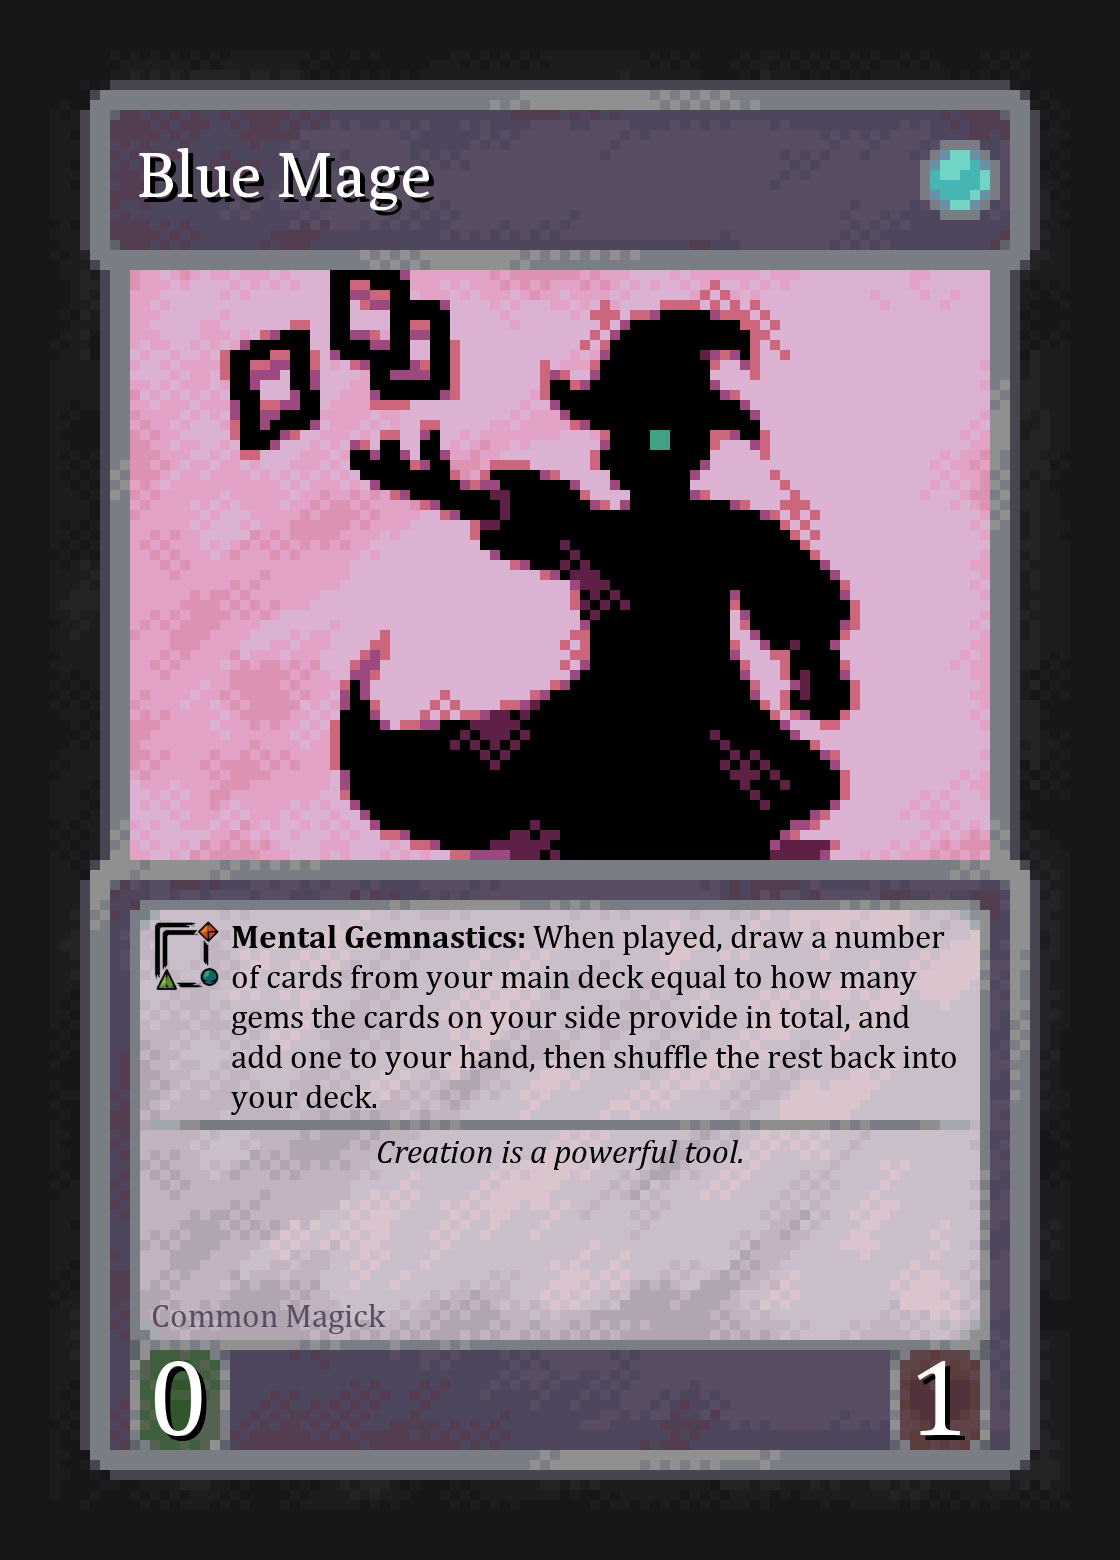 Blue Mage
Mental Gemnastics: When played, draw a number
of cards from your main deck equal to how many
gems the cards on your side provide in total, and
add one to your hand, then shuffle the rest back into
your deck.
Creation is a powerful tool.
Common Magick
0
1